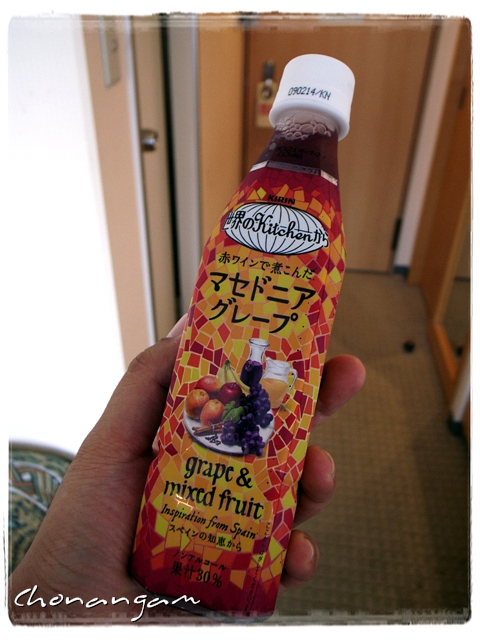 090214/KN
KIRIN
世界のKitchenから
赤ワインで煮こんだ
マセドニア
グレープ
grape &
mixed fruit
Inspiration from Spain
スペインの知恵から
ノンアルコール
果汁30%
Chonangam